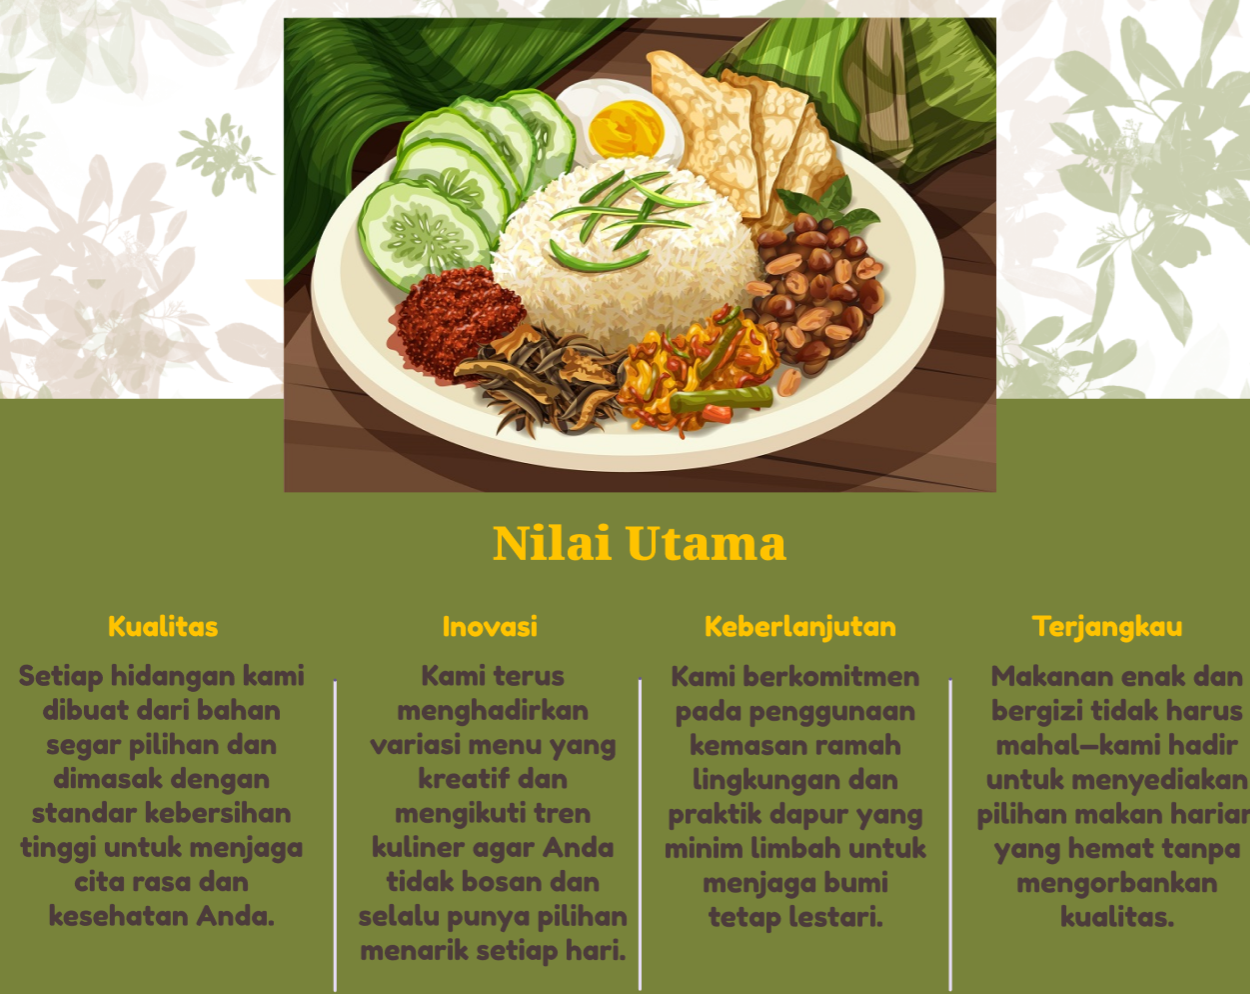 Nilai Utama
Kualitas
Setiap hidangan kami
dibuat dari bahan
segar pilihan dan
dimasak dengan
standar kebersihan
tinggi untuk menjaga
cita rasa dan
kesehatan Anda.
Inovasi
Kami terus
menghadirkan
variasi menu yang
kreatif dan
mengikuti tren
kuliner agar Anda
tidak bosan dan
selalu punya pilihan
menarik setiap hari.
Keberlanjutan
Kami berkomitmen
pada penggunaan
kemasan ramah
lingkungan dan
praktik dapur yang
minim limbah untuk
menjaga bumi
tetap lestari.
Terjangkau
Makanan enak dan
bergizi tidak harus
mahal—kami hadir
untuk menyediakan
pilihan makan harian
yang hemat tanpa
mengorbankan
kualitas.